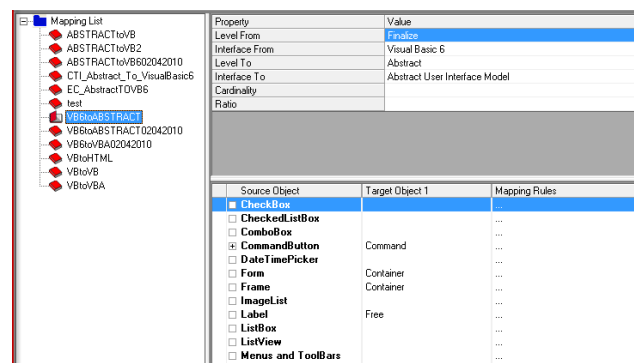 Mapping List
ABSTRACTtoVB
ABSTRACTtoVB2
ABSTRACTtoVB602042010
CTI_Abstract_To_VisualBasic6
EC_AbstractTOVB6
test
VB6toABSTRACT
VB6toABSTRACT02042010
VB6toVBA02042010
VBtoHTML
VBtoVB
VBtoVBA
Property Value
Level From Finalize
Interface From Visual Basic 6
Level To Abstract
Interface To Abstract User Interface Model
Cardinality
Ratio
Source Object Target Object 1 Mapping Rules
CheckBox ...
CheckedListBox ...
ComboBox ...
CommandButton Command ...
DateTimePicker ...
Form Container ...
Frame Container ...
ImageList ...
Label Free ...
ListBox ...
ListView ...
Menus and ToolBars ...